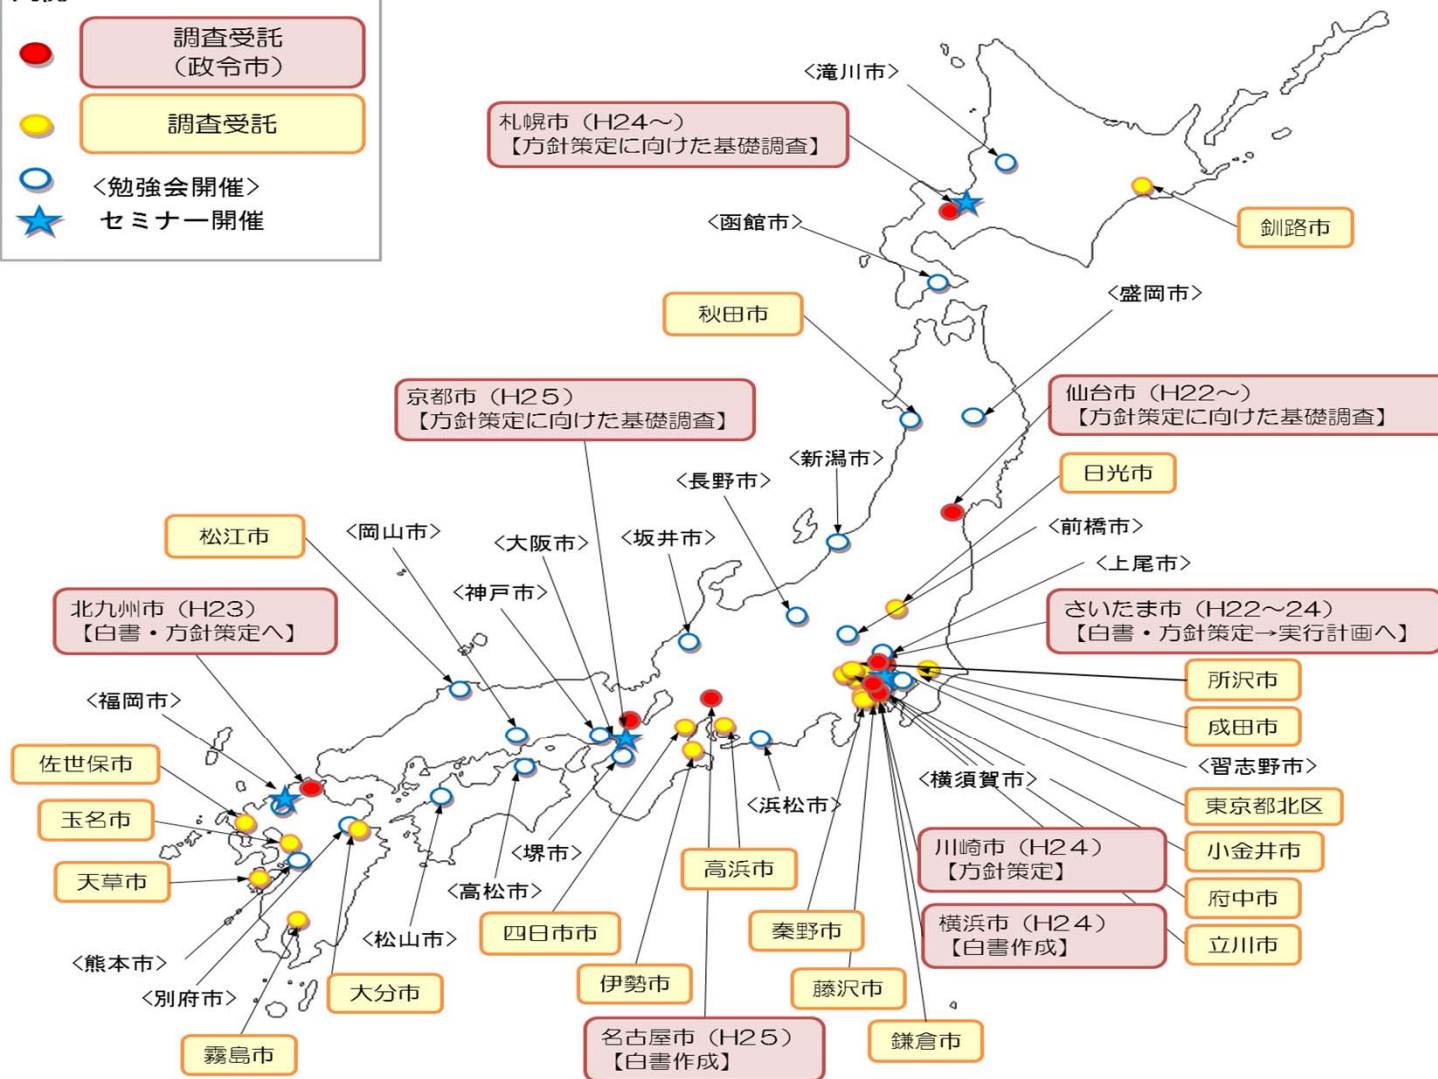 調査受託
（政令市）
調査受託
<勉強会開催>
セミナー開催
<滝川市>
札幌市（H24～）
【方針策定に向けた基礎調査】
<函館市>
釧路市
<盛岡市>
秋田市
京都市（H25）
【方針策定に向けた基礎調査】
仙台市（H22～）
【方針策定に向けた基礎調査】
<新潟市>
<長野市>
日光市
松江市
<岡山市>
<大阪市>
<坂井市>
<前橋市>
<上尾市>
<神戸市>
北九州市（H23）
【白書・方針策定へ】
さいたま市（H22～24）
【白書・方針策定→実行計画へ】
所沢市
<福岡市>
成田市
佐世保市
<習志野市>
<横須賀市>
<浜松市>
東京都北区
玉名市
川崎市（H24）
【方針策定】
小金井市
<堺市>
高浜市
天草市
<高松市>
府中市
四日市市
秦野市
横浜市（H24）
【白書作成】
<松山市>
立川市
<熊本市>
伊勢市
藤沢市
<別府市>
大分市
名古屋市（H25）
【白書作成】
鎌倉市
霧島市